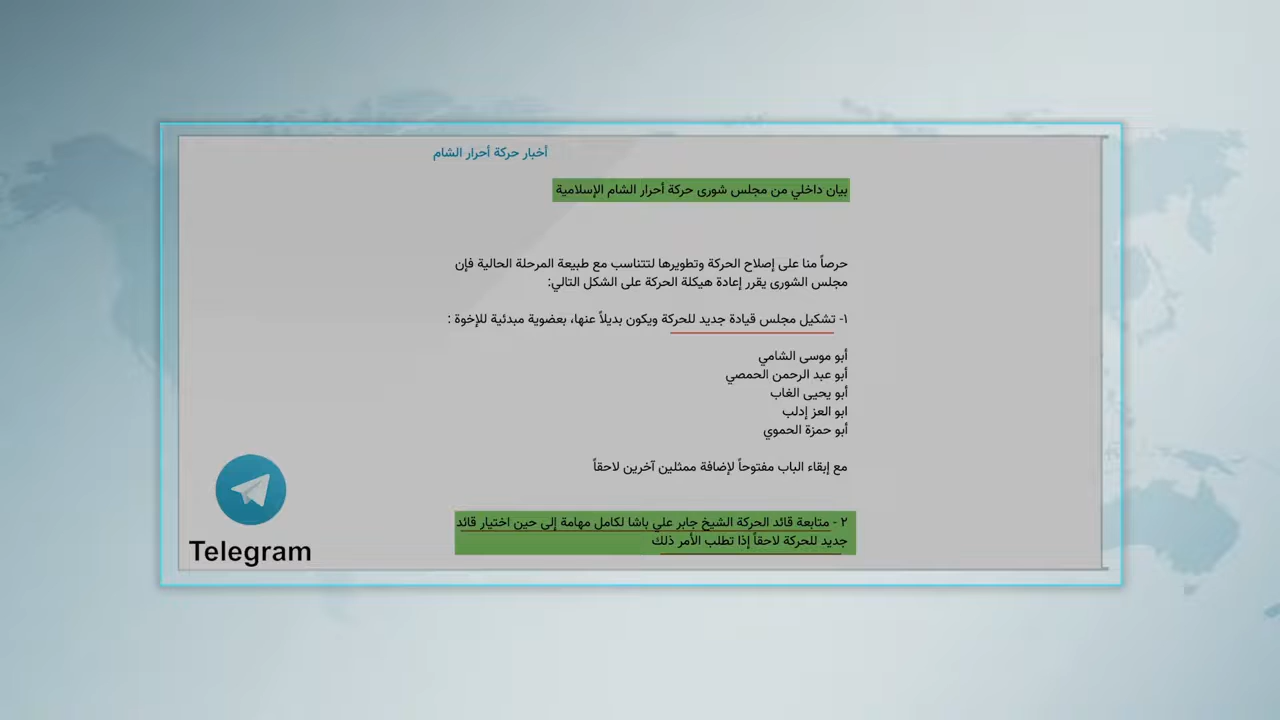 أخبار حركة أحرار الشام
بيان داخلي من مجلس شورى حركة أحرار الشام الإسلامية
حرصاً منا على إصلاح الحركة وتطويرها لتتناسب مع طبيعة المرحلة الحالية فإن
مجلس الشورى يقرر إعادة هيكلة الحركة على الشكل التالي:
١- تشكيل مجلس قيادة جديد للحركة ويكون بديلاً عنها، بعضوية مبدئية للإخوة :
أبو موسى الشامي
أبو عبد الرحمن الحمصي
أبو يحيى الغاب
ابو العز إدلب
أبو حمزة الحموي
مع إبقاء الباب مفتوحاً لإضافة ممثلين آخرين لاحقاً
٢ - متابعة قائد الحركة الشيخ جابر علي باشا لكامل مهامة إلى حين اختيار قائد
جديد للحركة لاحقاً إذا تطلب الأمر ذلك
Telegram